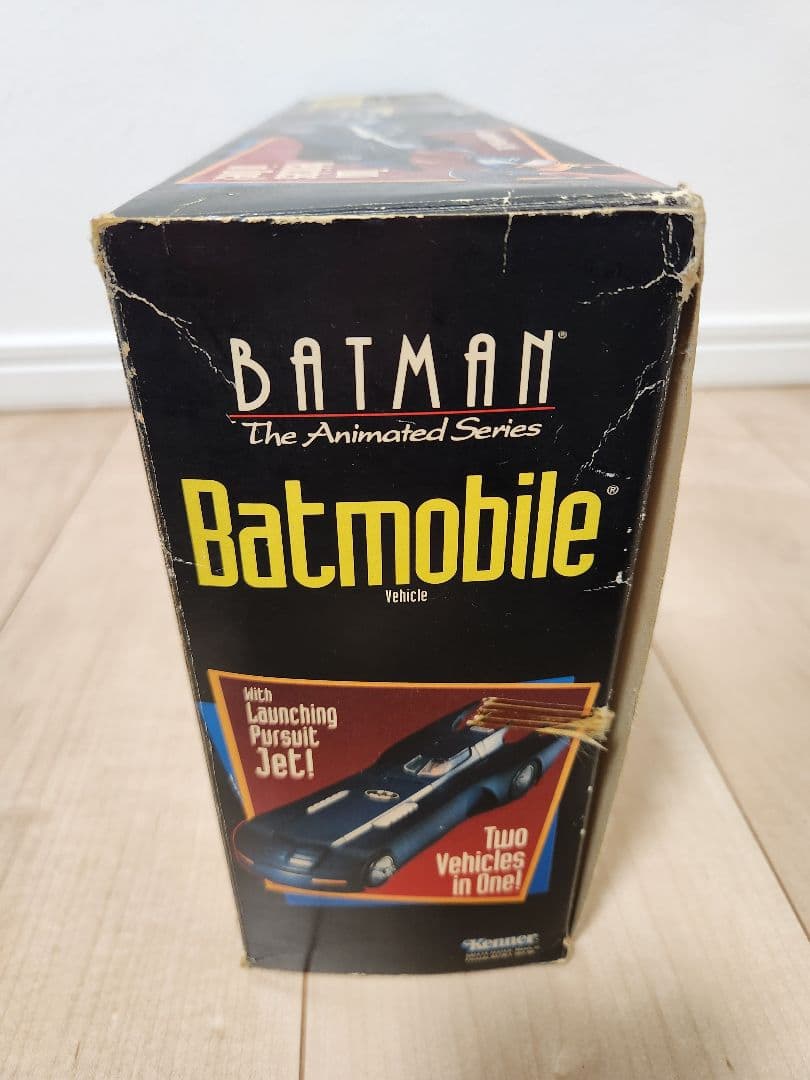 BATMAN®
The Animated Series
Batmobile®
Vehicle
With
Launching
Pursuit
Jet!
Two
Vehicles
in One!
Kenner